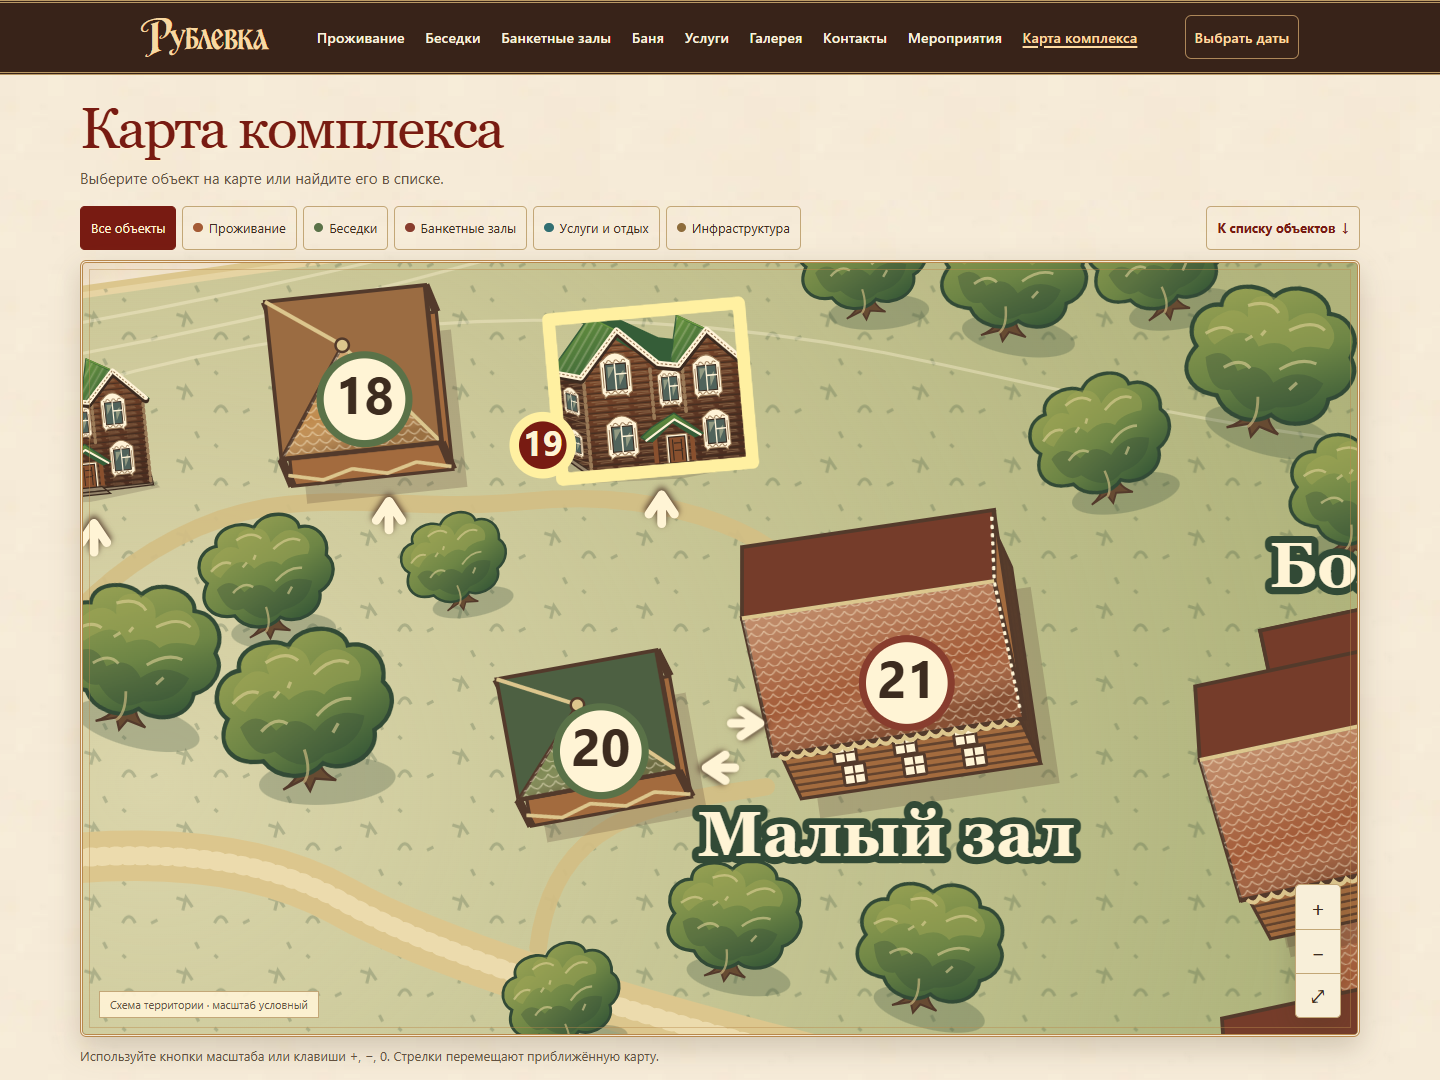 Рублевка
Проживание Беседки Банкетные залы Баня Услуги Галерея Контакты Мероприятия Карта комплекса Выбрать даты
Карта комплекса
Выберите объект на карте или найдите его в списке.
Все объекты Проживание Беседки Банкетные залы Услуги и отдых Инфраструктура К списку объектов ↓
18
19
Бо
21
20
Малый зал
+
−
Схема территории · масштаб условный
Используйте кнопки масштаба или клавиши +, −, 0. Стрелки перемещают приближённую карту.